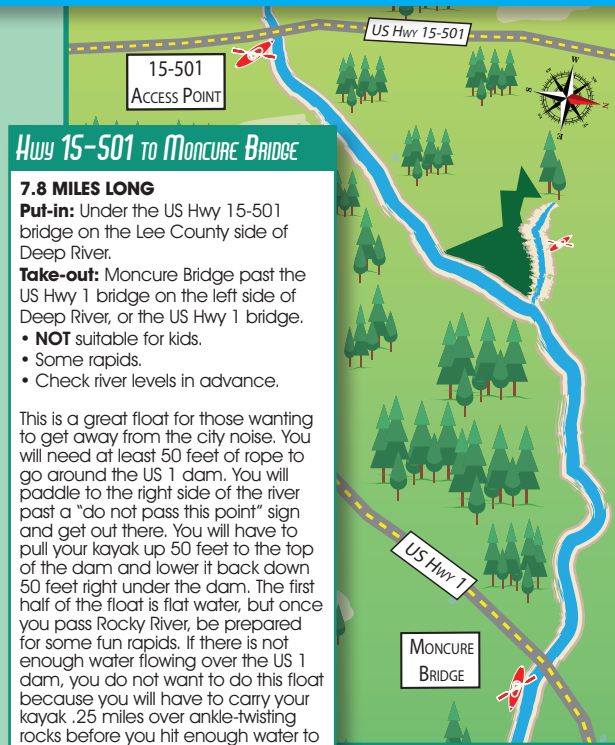 US Hwy 15-501
15-501
Access Point
W
S
N
E
Hwy 15-501 to Moncure Bridge
7.8 MILES LONG
Put-in: Under the US Hwy 15-501
bridge on the Lee County side of
Deep River.
Take-out: Moncure Bridge past the
US Hwy 1 bridge on the left side of
Deep River, or the US Hwy 1 bridge.
• NOT suitable for kids.
• Some rapids.
• Check river levels in advance.
This is a great float for those wanting
to get away from the city noise. You
will need at least 50 feet of rope to
go around the US 1 dam. You will
paddle to the right side of the river
past a “do not pass this point” sign
and get out there. You will have to
pull your kayak up 50 feet to the top
of the dam and lower it back down
50 feet right under the dam. The first
half of the float is flat water, but once
you pass Rocky River, be prepared
for some fun rapids. If there is not
enough water flowing over the US 1
dam, you do not want to do this float
because you will have to carry your
kayak .25 miles over ankle-twisting
rocks before you hit enough water to
US Hwy 1
Moncure
Bridge